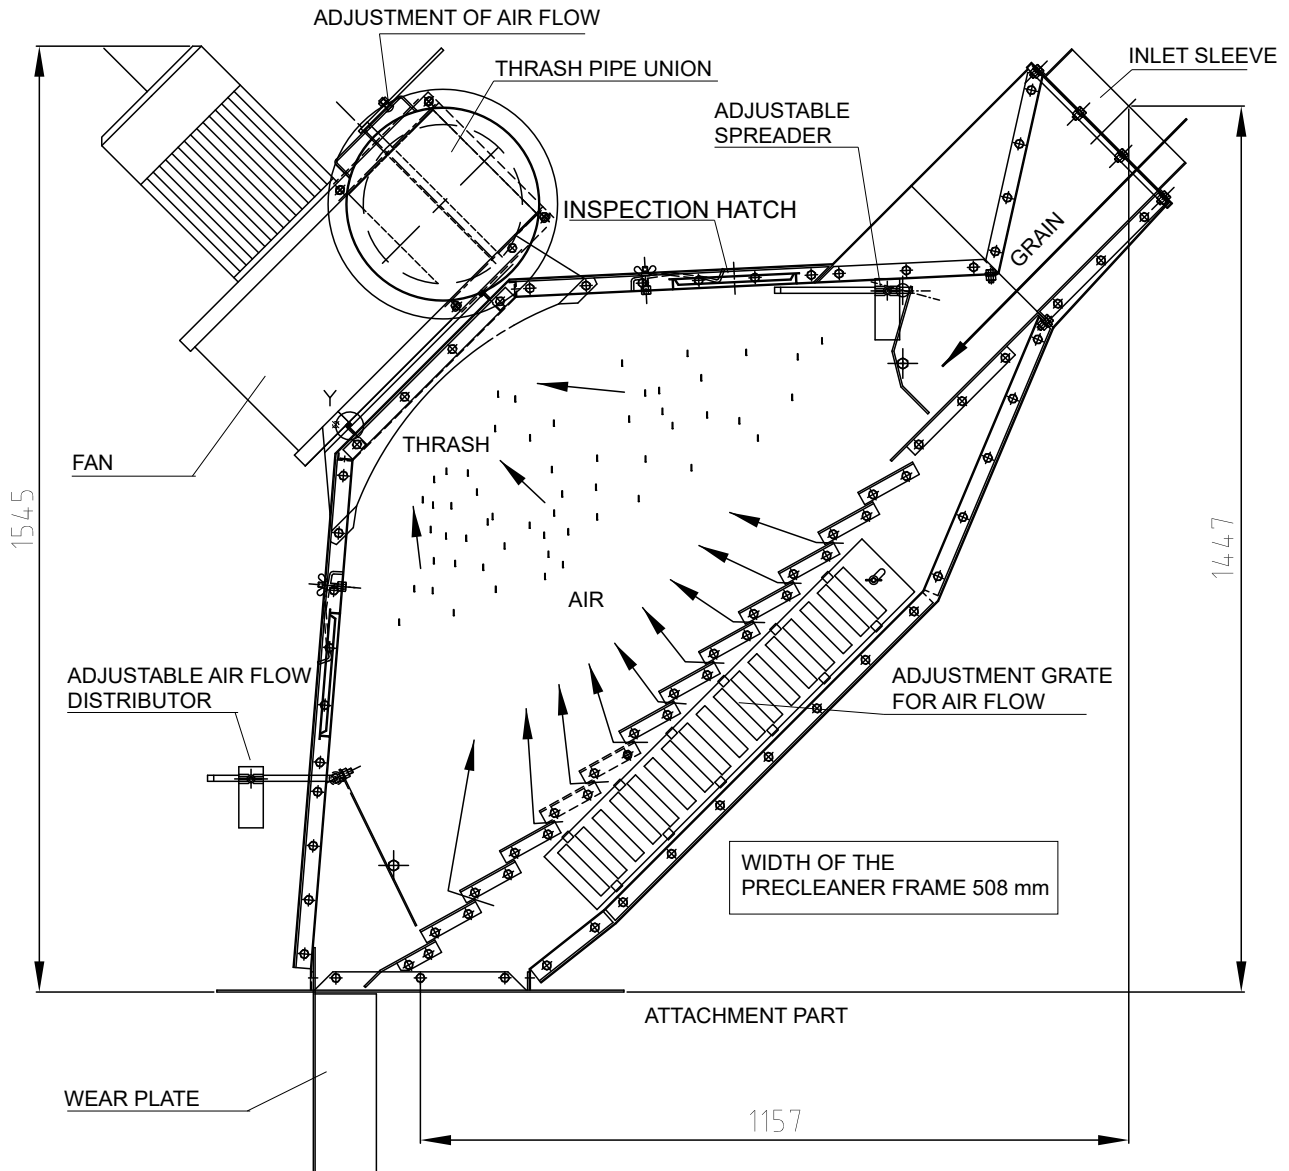 ADJUSTMENT OF AIR FLOW
THRASH PIPE UNION
INLET SLEEVE
ADJUSTABLE
SPREADER
INSPECTION HATCH
GRAIN
Y
THRASH
FAN
1545
1447
AIR
ADJUSTABLE AIR FLOW
DISTRIBUTOR
ADJUSTMENT GRATE
FOR AIR FLOW
WIDTH OF THE
PRECLEANER FRAME 508 mm
ATTACHMENT PART
WEAR PLATE
1157